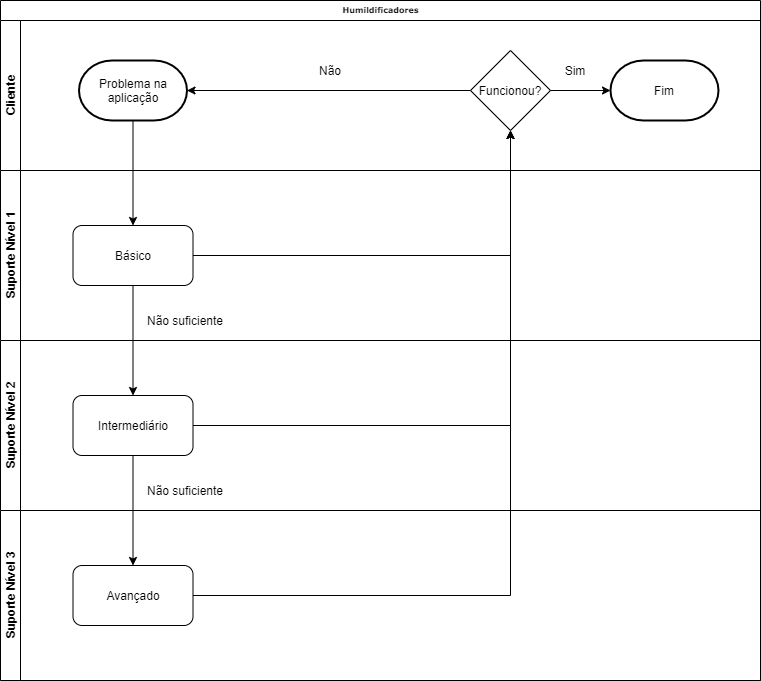 Humildificadores
Cliente
Problema na
aplicação
Não
Funcionou?
Sim
Fim
Suporte Nível 1
Básico
Não suficiente
Suporte Nível 2
Intermediário
Não suficiente
Suporte Nível 3
Avançado